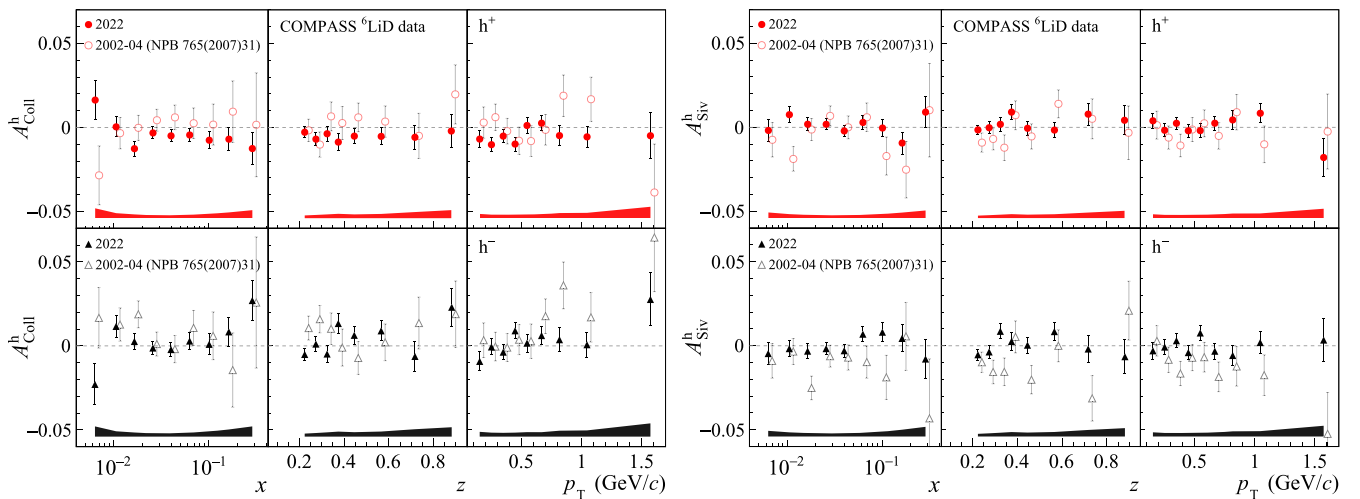 2022
2002-04 (NPB 765(2007)31)
COMPASS ⁶LiD data
h⁺
0.05
0
−0.05
A^h_Coll
2022
2002-04 (NPB 765(2007)31)
h⁻
0.05
0
−0.05
A^h_Coll
10⁻² 10⁻¹ 0.2 0.4 0.6 0.8 0.5 1 1.5
x z p_T (GeV/c)
2022
2002-04 (NPB 765(2007)31)
COMPASS ⁶LiD data
h⁺
0.05
0
−0.05
A^h_Siv
2022
2002-04 (NPB 765(2007)31)
h⁻
0.05
0
−0.05
A^h_Siv
10⁻² 10⁻¹ 0.2 0.4 0.6 0.8 0.5 1 1.5
x z p_T (GeV/c)